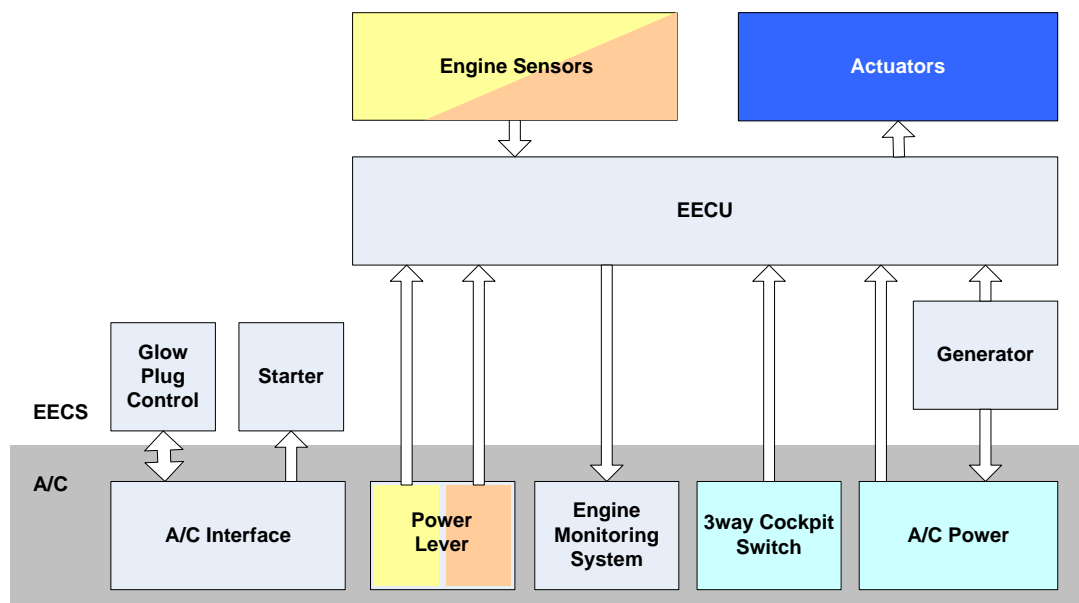 Engine Sensors
Actuators
EECU
Glow
Plug
Control
Starter
Generator
EECS
A/C
A/C Interface
Power
Lever
Engine
Monitoring
System
3way Cockpit
Switch
A/C Power